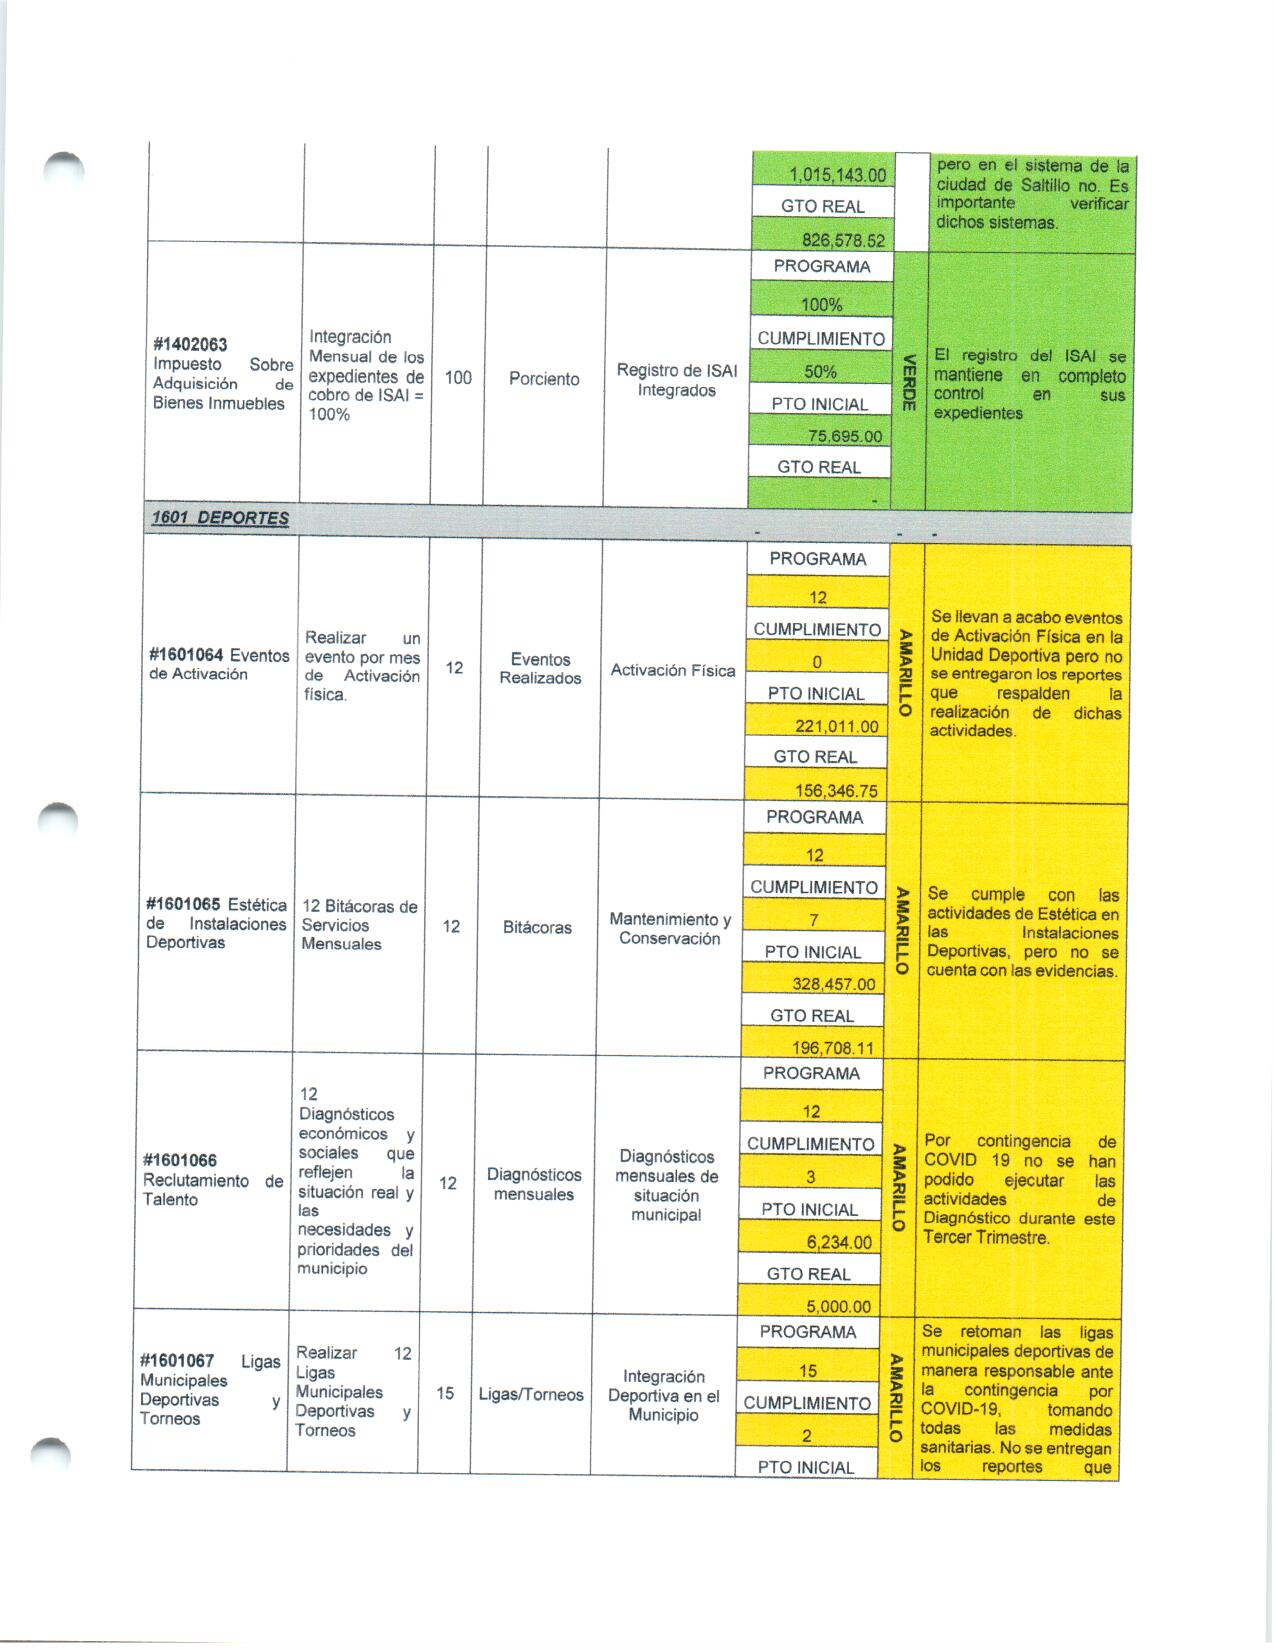 1,015,143.00
GTO REAL
826,578.52
pero en el sistema de la
ciudad de Saltillo no. Es
importante verificar
dichos sistemas.
#1402063
Impuesto Sobre
Adquisición de
Bienes Inmuebles
Integración
Mensual de los
expedientes de
cobro de ISAI =
100%
100
Porciento
Registro de ISAI
Integrados
PROGRAMA
100%
CUMPLIMIENTO
50%
PTO INICIAL
75,695.00
GTO REAL
-
VERDE
El registro del ISAI se
mantiene en completo
control en sus
expedientes
1601 DEPORTES
- - -
#1601064 Eventos
de Activación
Realizar un
evento por mes
de Activación
física.
12
Eventos
Realizados
Activación Física
PROGRAMA
12
CUMPLIMIENTO
0
PTO INICIAL
221,011.00
GTO REAL
156,346.75
AMARILLO
Se llevan a acabo eventos
de Activación Física en la
Unidad Deportiva pero no
se entregaron los reportes
que respalden la
realización de dichas
actividades.
#1601065 Estética
de Instalaciones
Deportivas
12 Bitácoras de
Servicios
Mensuales
12
Bitácoras
Mantenimiento y
Conservación
PROGRAMA
12
CUMPLIMIENTO
7
PTO INICIAL
328,457.00
GTO REAL
196,708.11
AMARILLO
Se cumple con las
actividades de Estética en
las Instalaciones
Deportivas, pero no se
cuenta con las evidencias.
#1601066
Reclutamiento de
Talento
12
Diagnósticos
económicos y
sociales que
reflejen la
situación real y
las
necesidades y
prioridades del
municipio
12
Diagnósticos
mensuales
Diagnósticos
mensuales de
situación
municipal
PROGRAMA
12
CUMPLIMIENTO
3
PTO INICIAL
6,234.00
GTO REAL
5,000.00
AMARILLO
Por contingencia de
COVID 19 no se han
podido ejecutar las
actividades de
Diagnóstico durante este
Tercer Trimestre.
#1601067 Ligas
Municipales
Deportivas y
Torneos
Realizar 12
Ligas
Municipales
Deportivas y
Torneos
15
Ligas/Torneos
Integración
Deportiva en el
Municipio
PROGRAMA
15
CUMPLIMIENTO
2
PTO INICIAL
AMARILLO
Se retoman las ligas
municipales deportivas de
manera responsable ante
la contingencia por
COVID-19, tomando
todas las medidas
sanitarias. No se entregan
los reportes que